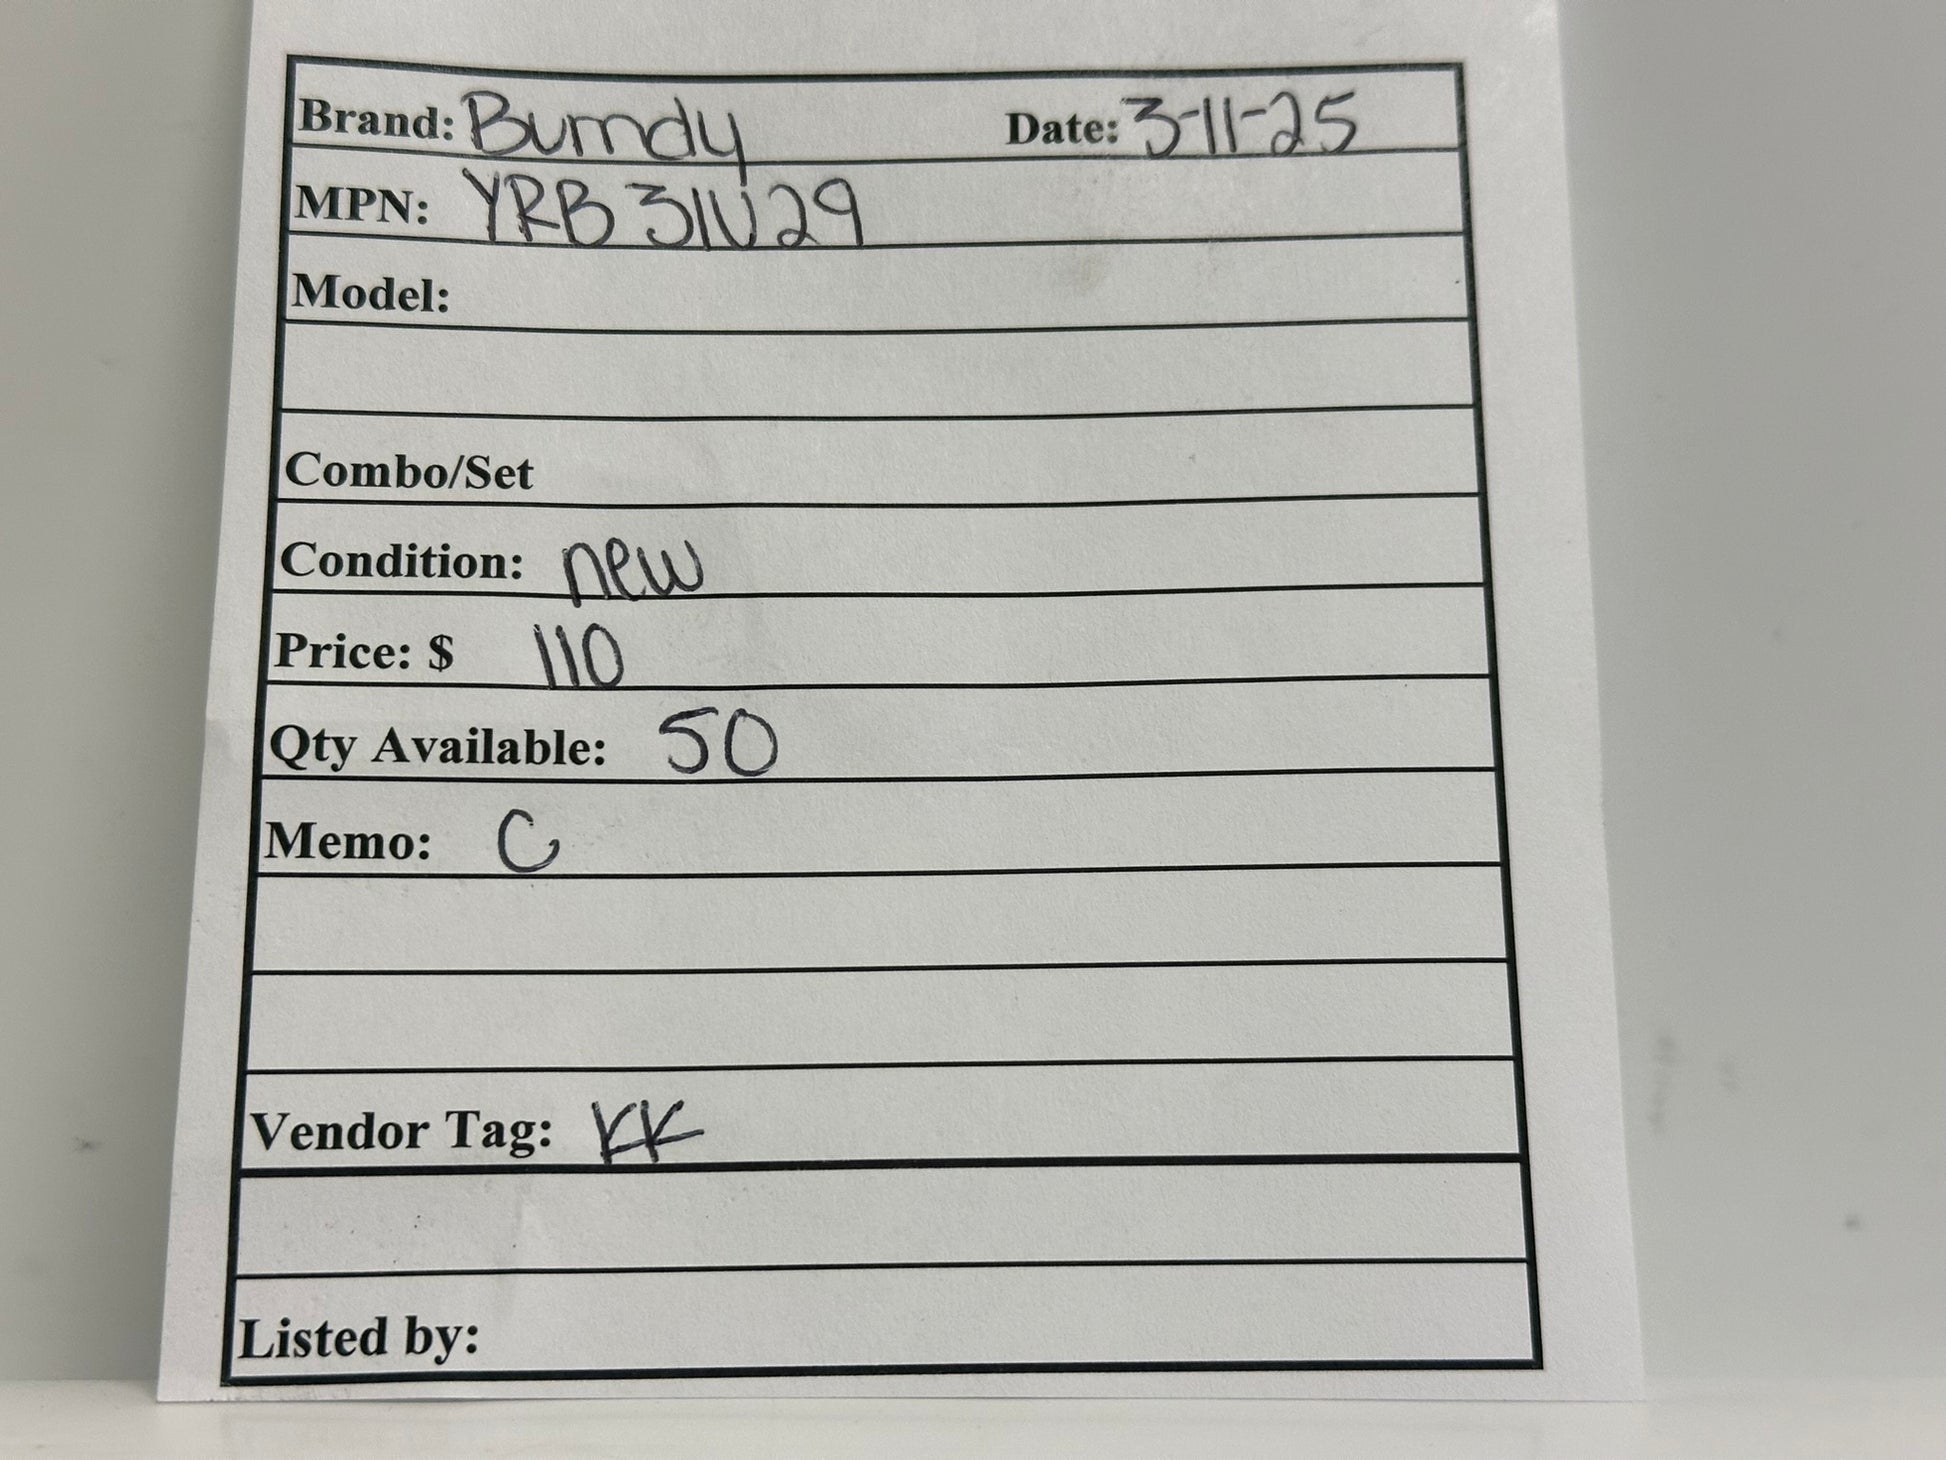 Brand: Burndy Date: 3-11-25
MPN: YRB31U29
Model:
Combo/Set
Condition: new
Price: $ 110
Qty Available: 50
Memo: C
Vendor Tag: KK
Listed by: